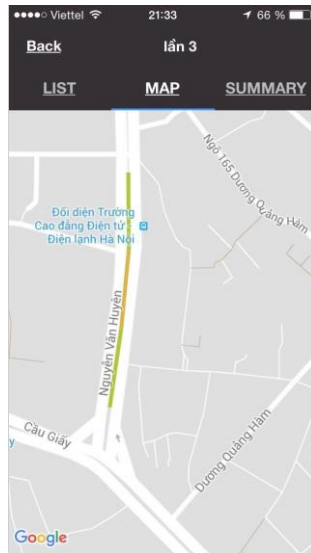 Viettel 21:33 66 %
Back lần 3
LIST MAP SUMMARY
Ngõ 165 Dương Quảng Hàm
Đối diện Trường
Cao đẳng Điện tử -
Điện lạnh Hà Nội
Nguyễn Văn Huyên
Cầu Giấy
Dương Quảng Hàm
Google